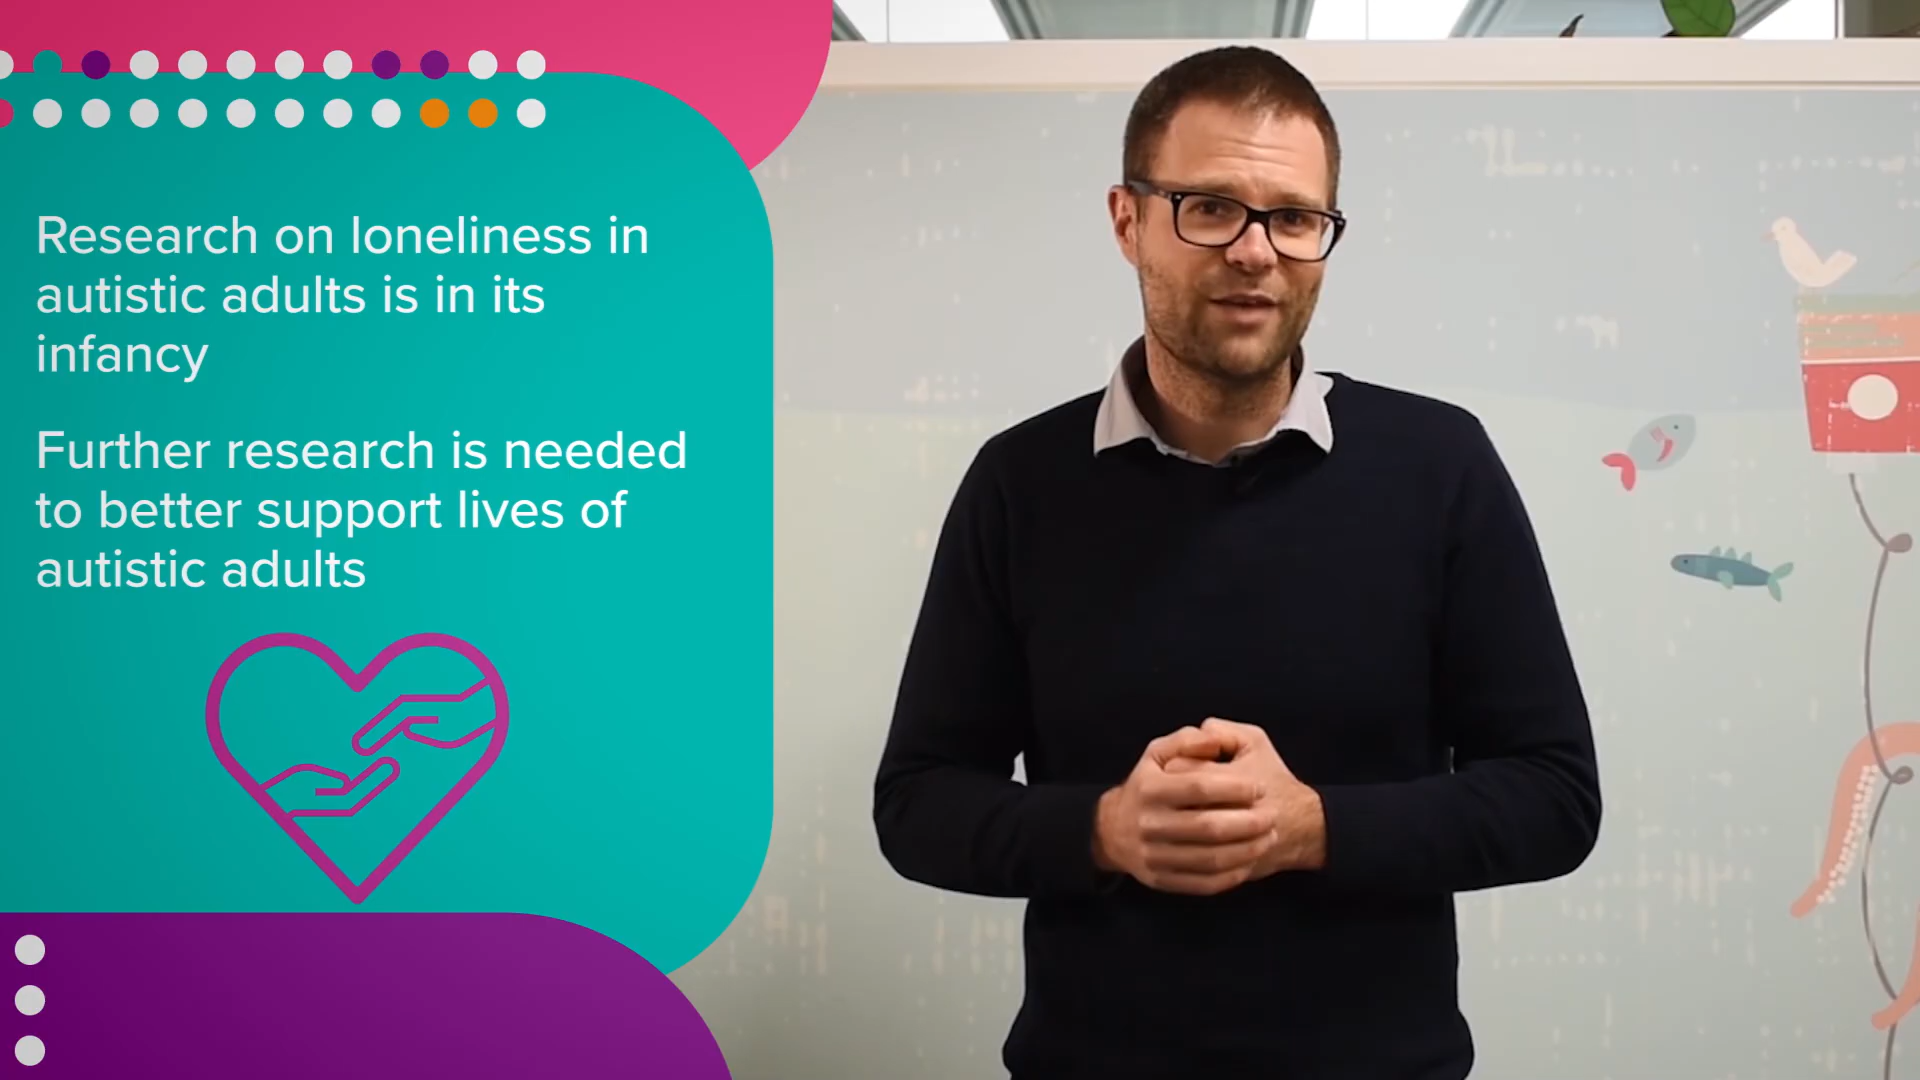 Research on loneliness in
autistic adults is in its
infancy
Further research is needed
to better support lives of
autistic adults